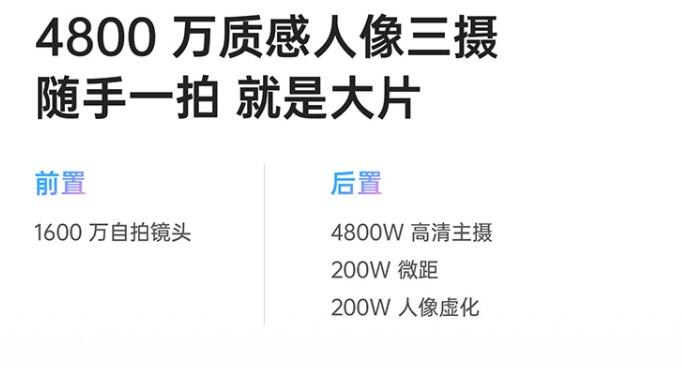 4800 万质感人像三摄
随手一拍 就是大片
前置
1600 万自拍镜头
后置
4800W 高清主摄
200W 微距
200W 人像虚化